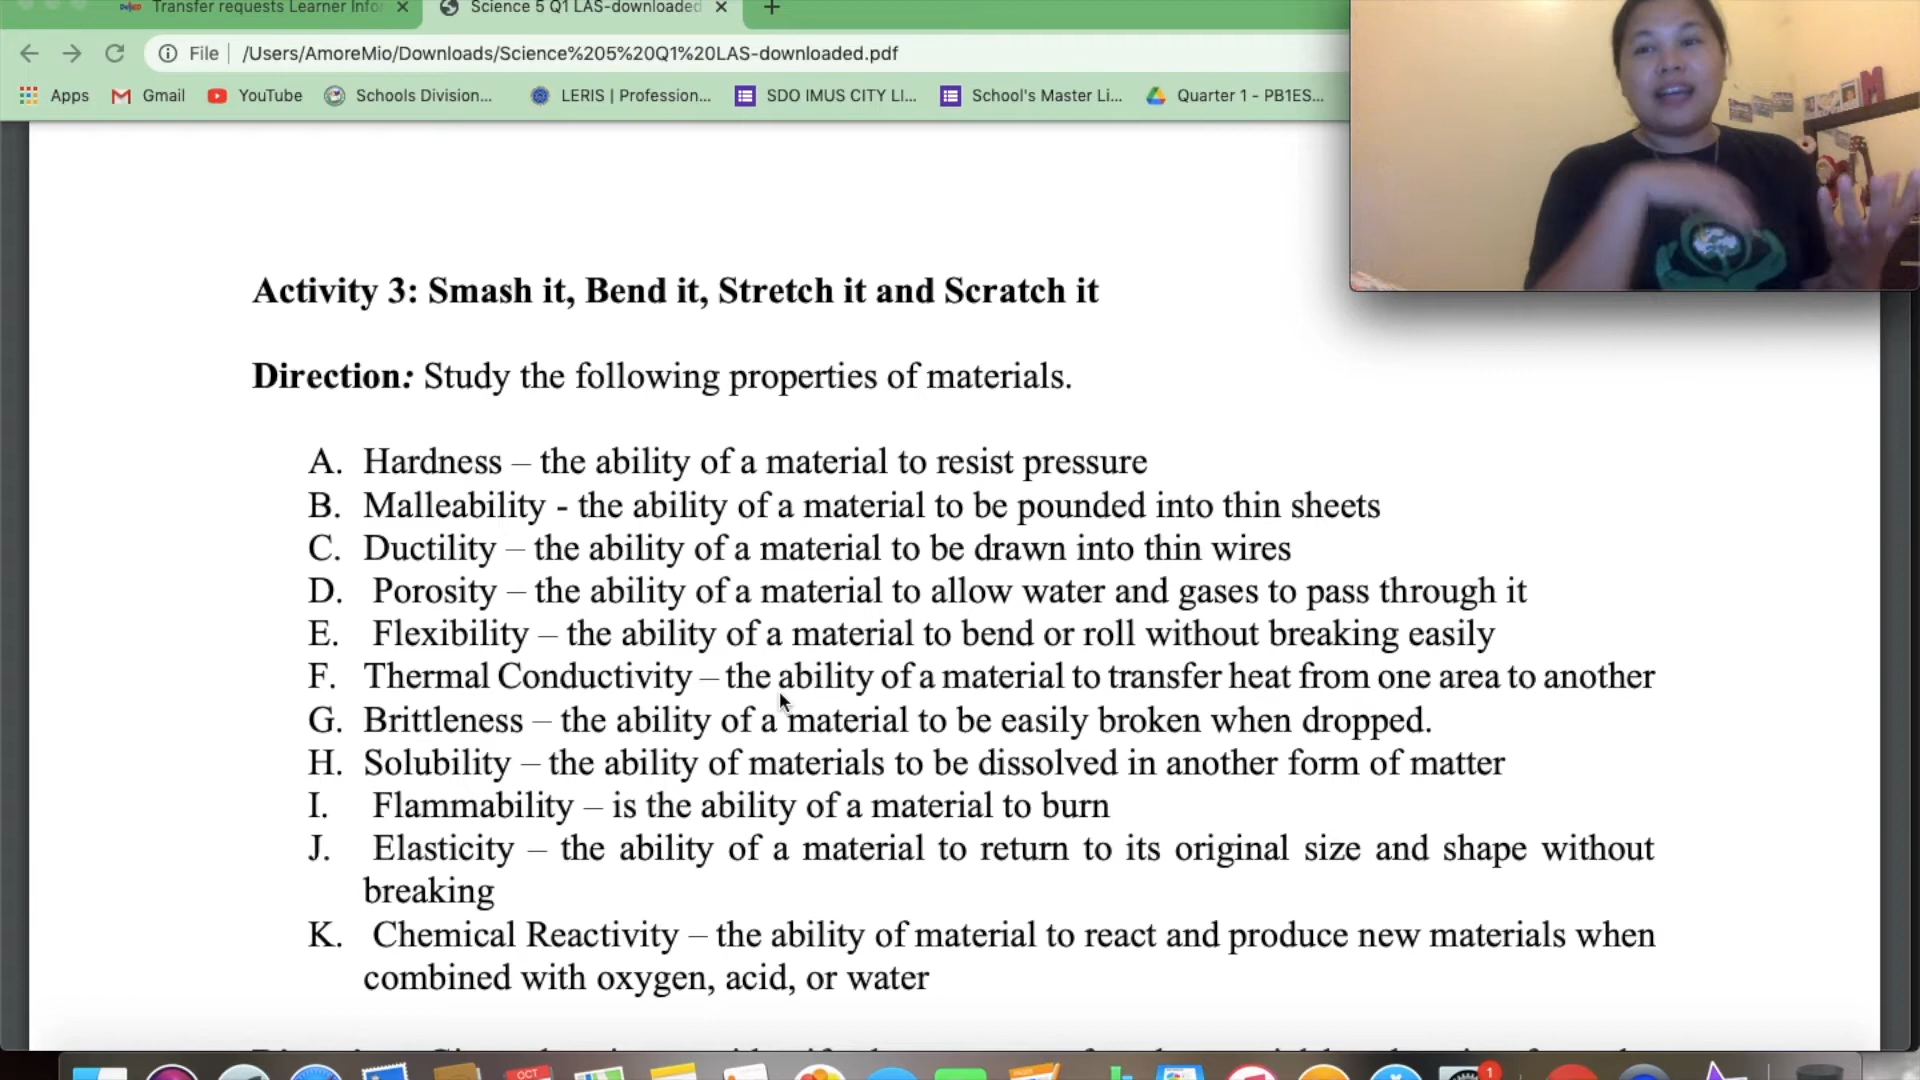 Transfer requests Learner Infor
Science 5 Q1 LAS-downloaded
File /Users/AmoreMio/Downloads/Science%205%20Q1%20LAS-downloaded.pdf
Apps Gmail YouTube Schools Division... LERIS | Profession... SDO IMUS CITY LI... School's Master Li... Quarter 1 - PB1ES...
Activity 3: Smash it, Bend it, Stretch it and Scratch it
Direction: Study the following properties of materials.
A. Hardness – the ability of a material to resist pressure
B. Malleability - the ability of a material to be pounded into thin sheets
C. Ductility – the ability of a material to be drawn into thin wires
D. Porosity – the ability of a material to allow water and gases to pass through it
E. Flexibility – the ability of a material to bend or roll without breaking easily
F. Thermal Conductivity – the ability of a material to transfer heat from one area to another
G. Brittleness – the ability of a material to be easily broken when dropped.
H. Solubility – the ability of materials to be dissolved in another form of matter
I. Flammability – is the ability of a material to burn
J. Elasticity – the ability of a material to return to its original size and shape without
breaking
K. Chemical Reactivity – the ability of material to react and produce new materials when
combined with oxygen, acid, or water
OCT
1